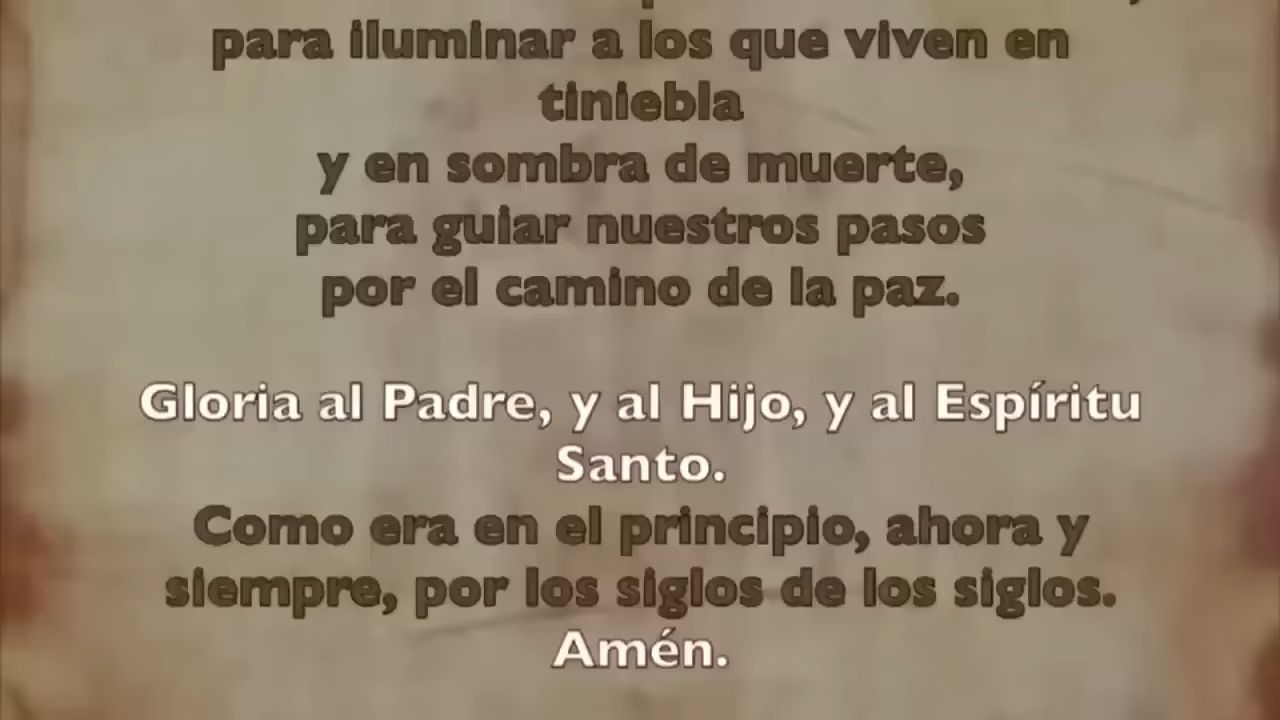 para iluminar a los que viven en
tiniebla
y en sombra de muerte,
para guiar nuestros pasos
por el camino de la paz.
Gloria al Padre, y al Hijo, y al Espíritu
Santo.
Como era en el principio, ahora y
siempre, por los siglos de los siglos.
Amén.